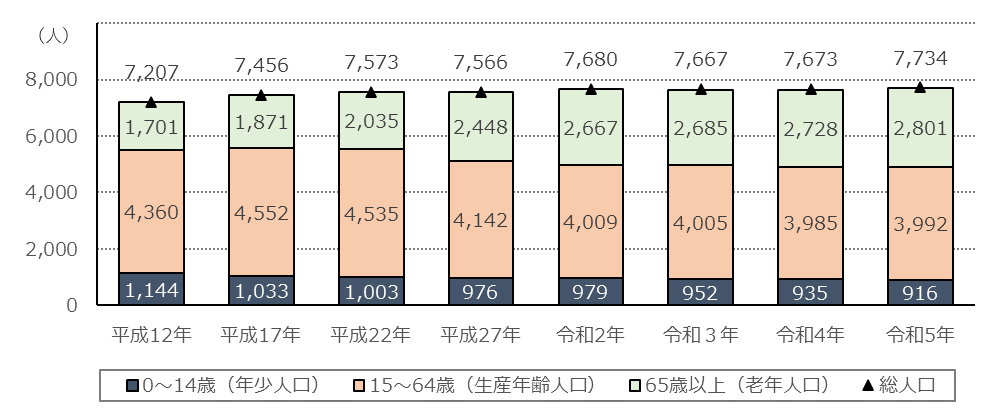 （人）
7,207 7,456 7,573 7,566 7,680 7,667 7,673 7,734
8,000
1,701 1,871 2,035 2,448 2,667 2,685 2,728 2,801
6,000
4,000
4,360 4,552 4,535 4,142 4,009 4,005 3,985 3,992
2,000
1,144 1,033 1,003 976 979 952 935 916
0
平成12年 平成17年 平成22年 平成27年 令和2年 令和３年 令和4年 令和5年
0～14歳（年少人口） 15～64歳（生産年齢人口） 65歳以上（老年人口） 総人口